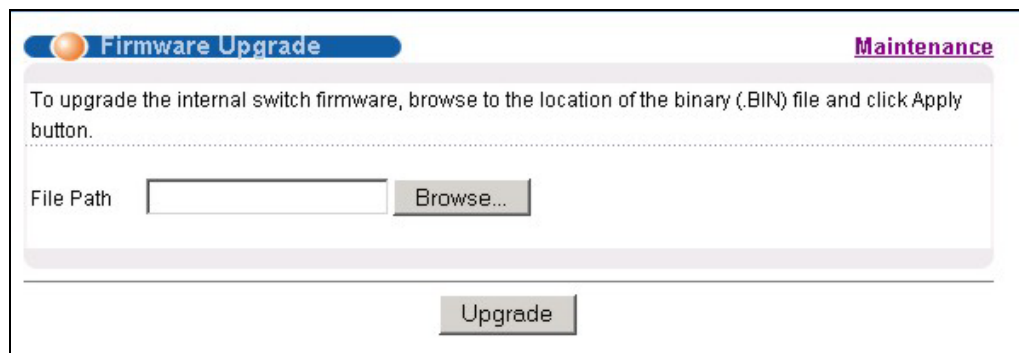 Firmware Upgrade
Maintenance
To upgrade the internal switch firmware, browse to the location of the binary (.BIN) file and click Apply
button.
File Path
Browse...
Upgrade